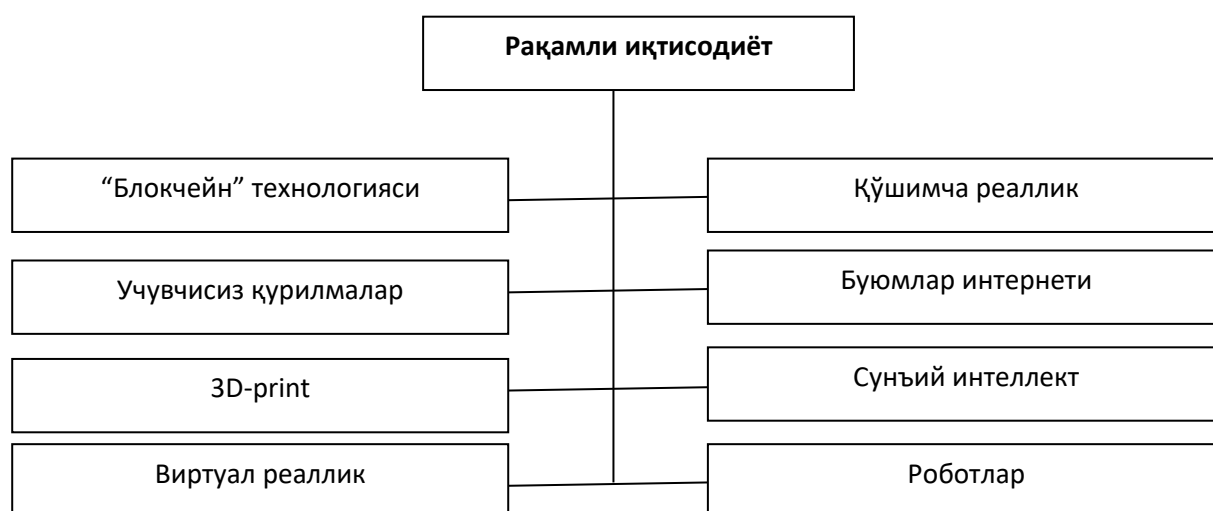 Рақамли иқтисодиёт
“Блокчейн” технологияси
Қўшимча реаллик
Учувчисиз қурилмалар
Буюмлар интернети
3D-print
Сунъий интеллект
Виртуал реаллик
Роботлар